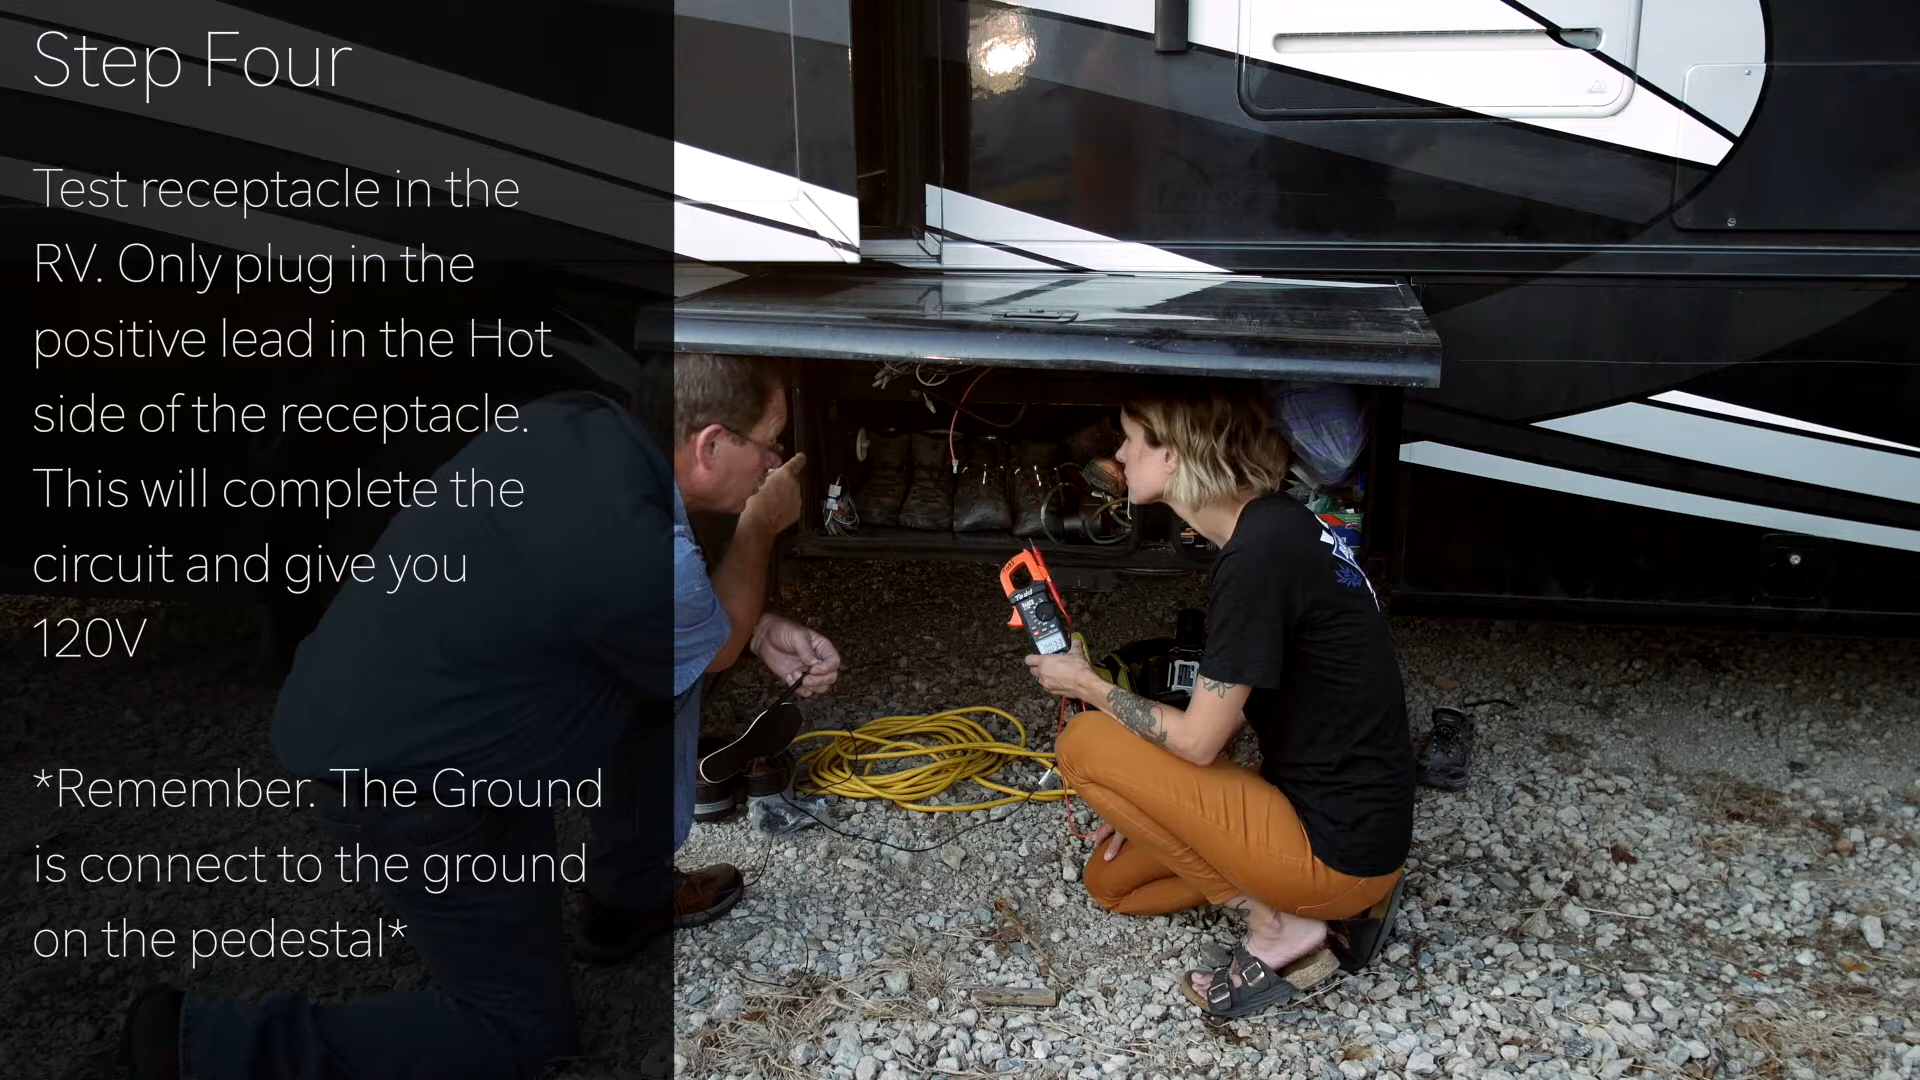 Step Four
Test receptacle in the
RV. Only plug in the
positive lead in the Hot
side of the receptacle.
This will complete the
circuit and give you
120V
*Remember. The Ground
is connect to the ground
on the pedestal*
Todd